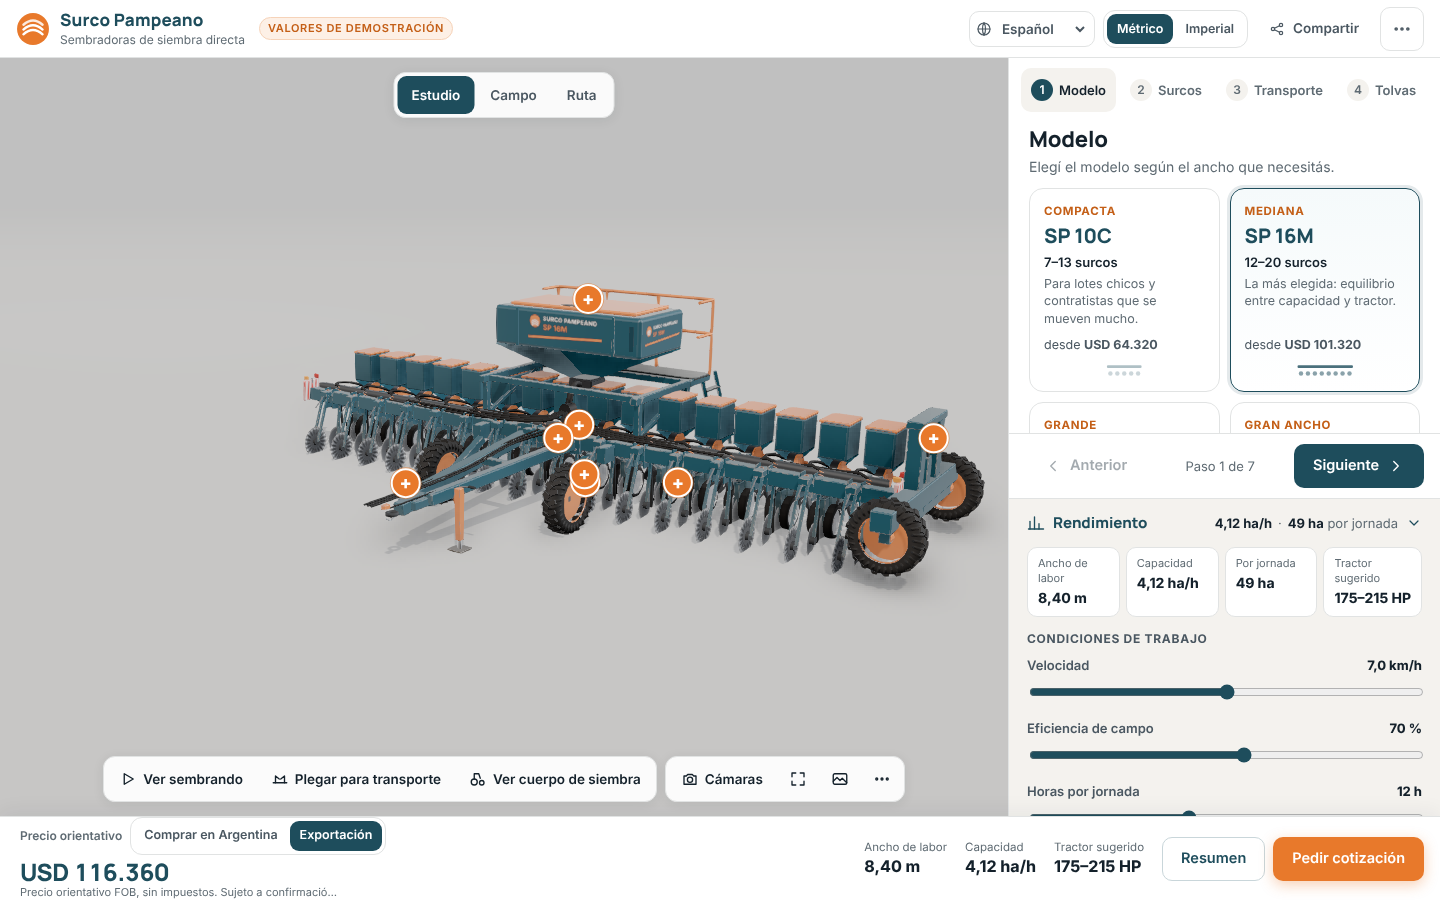 Surco Pampeano
Sembradoras de siembra directa
VALORES DE DEMOSTRACIÓN
Español
Métrico
Imperial
Compartir
Estudio
Campo
Ruta
SURCO PAMPEANO
SP 16M
SURCO PAMPEANO
SP 16M
1 Modelo
2 Surcos
3 Transporte
4 Tolvas
Modelo
Elegí el modelo según el ancho que necesitás.
COMPACTA
SP 10C
7–13 surcos
Para lotes chicos y
contratistas que se
mueven mucho.
desde USD 64.320
MEDIANA
SP 16M
12–20 surcos
La más elegida: equilibrio
entre capacidad y tractor.
desde USD 101.320
GRANDE
GRAN ANCHO
Anterior
Paso 1 de 7
Siguiente
Rendimiento
4,12 ha/h · 49 ha por jornada
Ancho de
labor
8,40 m
Capacidad
4,12 ha/h
Por jornada
49 ha
Tractor
sugerido
175–215 HP
CONDICIONES DE TRABAJO
Velocidad
7,0 km/h
Eficiencia de campo
70 %
Horas por jornada
12 h
Ver sembrando
Plegar para transporte
Ver cuerpo de siembra
Cámaras
Precio orientativo
Comprar en Argentina
Exportación
USD 116.360
Precio orientativo FOB, sin impuestos. Sujeto a confirmació...
Ancho de labor
8,40 m
Capacidad
4,12 ha/h
Tractor sugerido
175–215 HP
Resumen
Pedir cotización